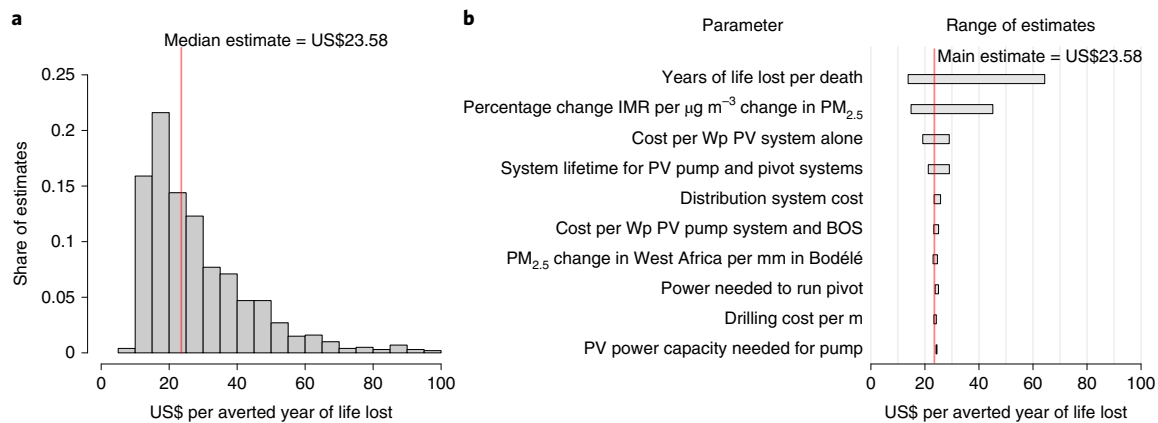 a
Median estimate = US$23.58
Share of estimates
0.25
0.2
0.15
0.1
0.05
0
0 20 40 60 80 100
US$ per averted year of life lost
b
Parameter Range of estimates
Main estimate = US$23.58
Years of life lost per death
Percentage change IMR per μg m⁻³ change in PM₂.₅
Cost per Wp PV system alone
System lifetime for PV pump and pivot systems
Distribution system cost
Cost per Wp PV pump system and BOS
PM₂.₅ change in West Africa per mm in Bodélé
Power needed to run pivot
Drilling cost per m
PV power capacity needed for pump
0 20 40 60 80 100
US$ per averted year of life lost